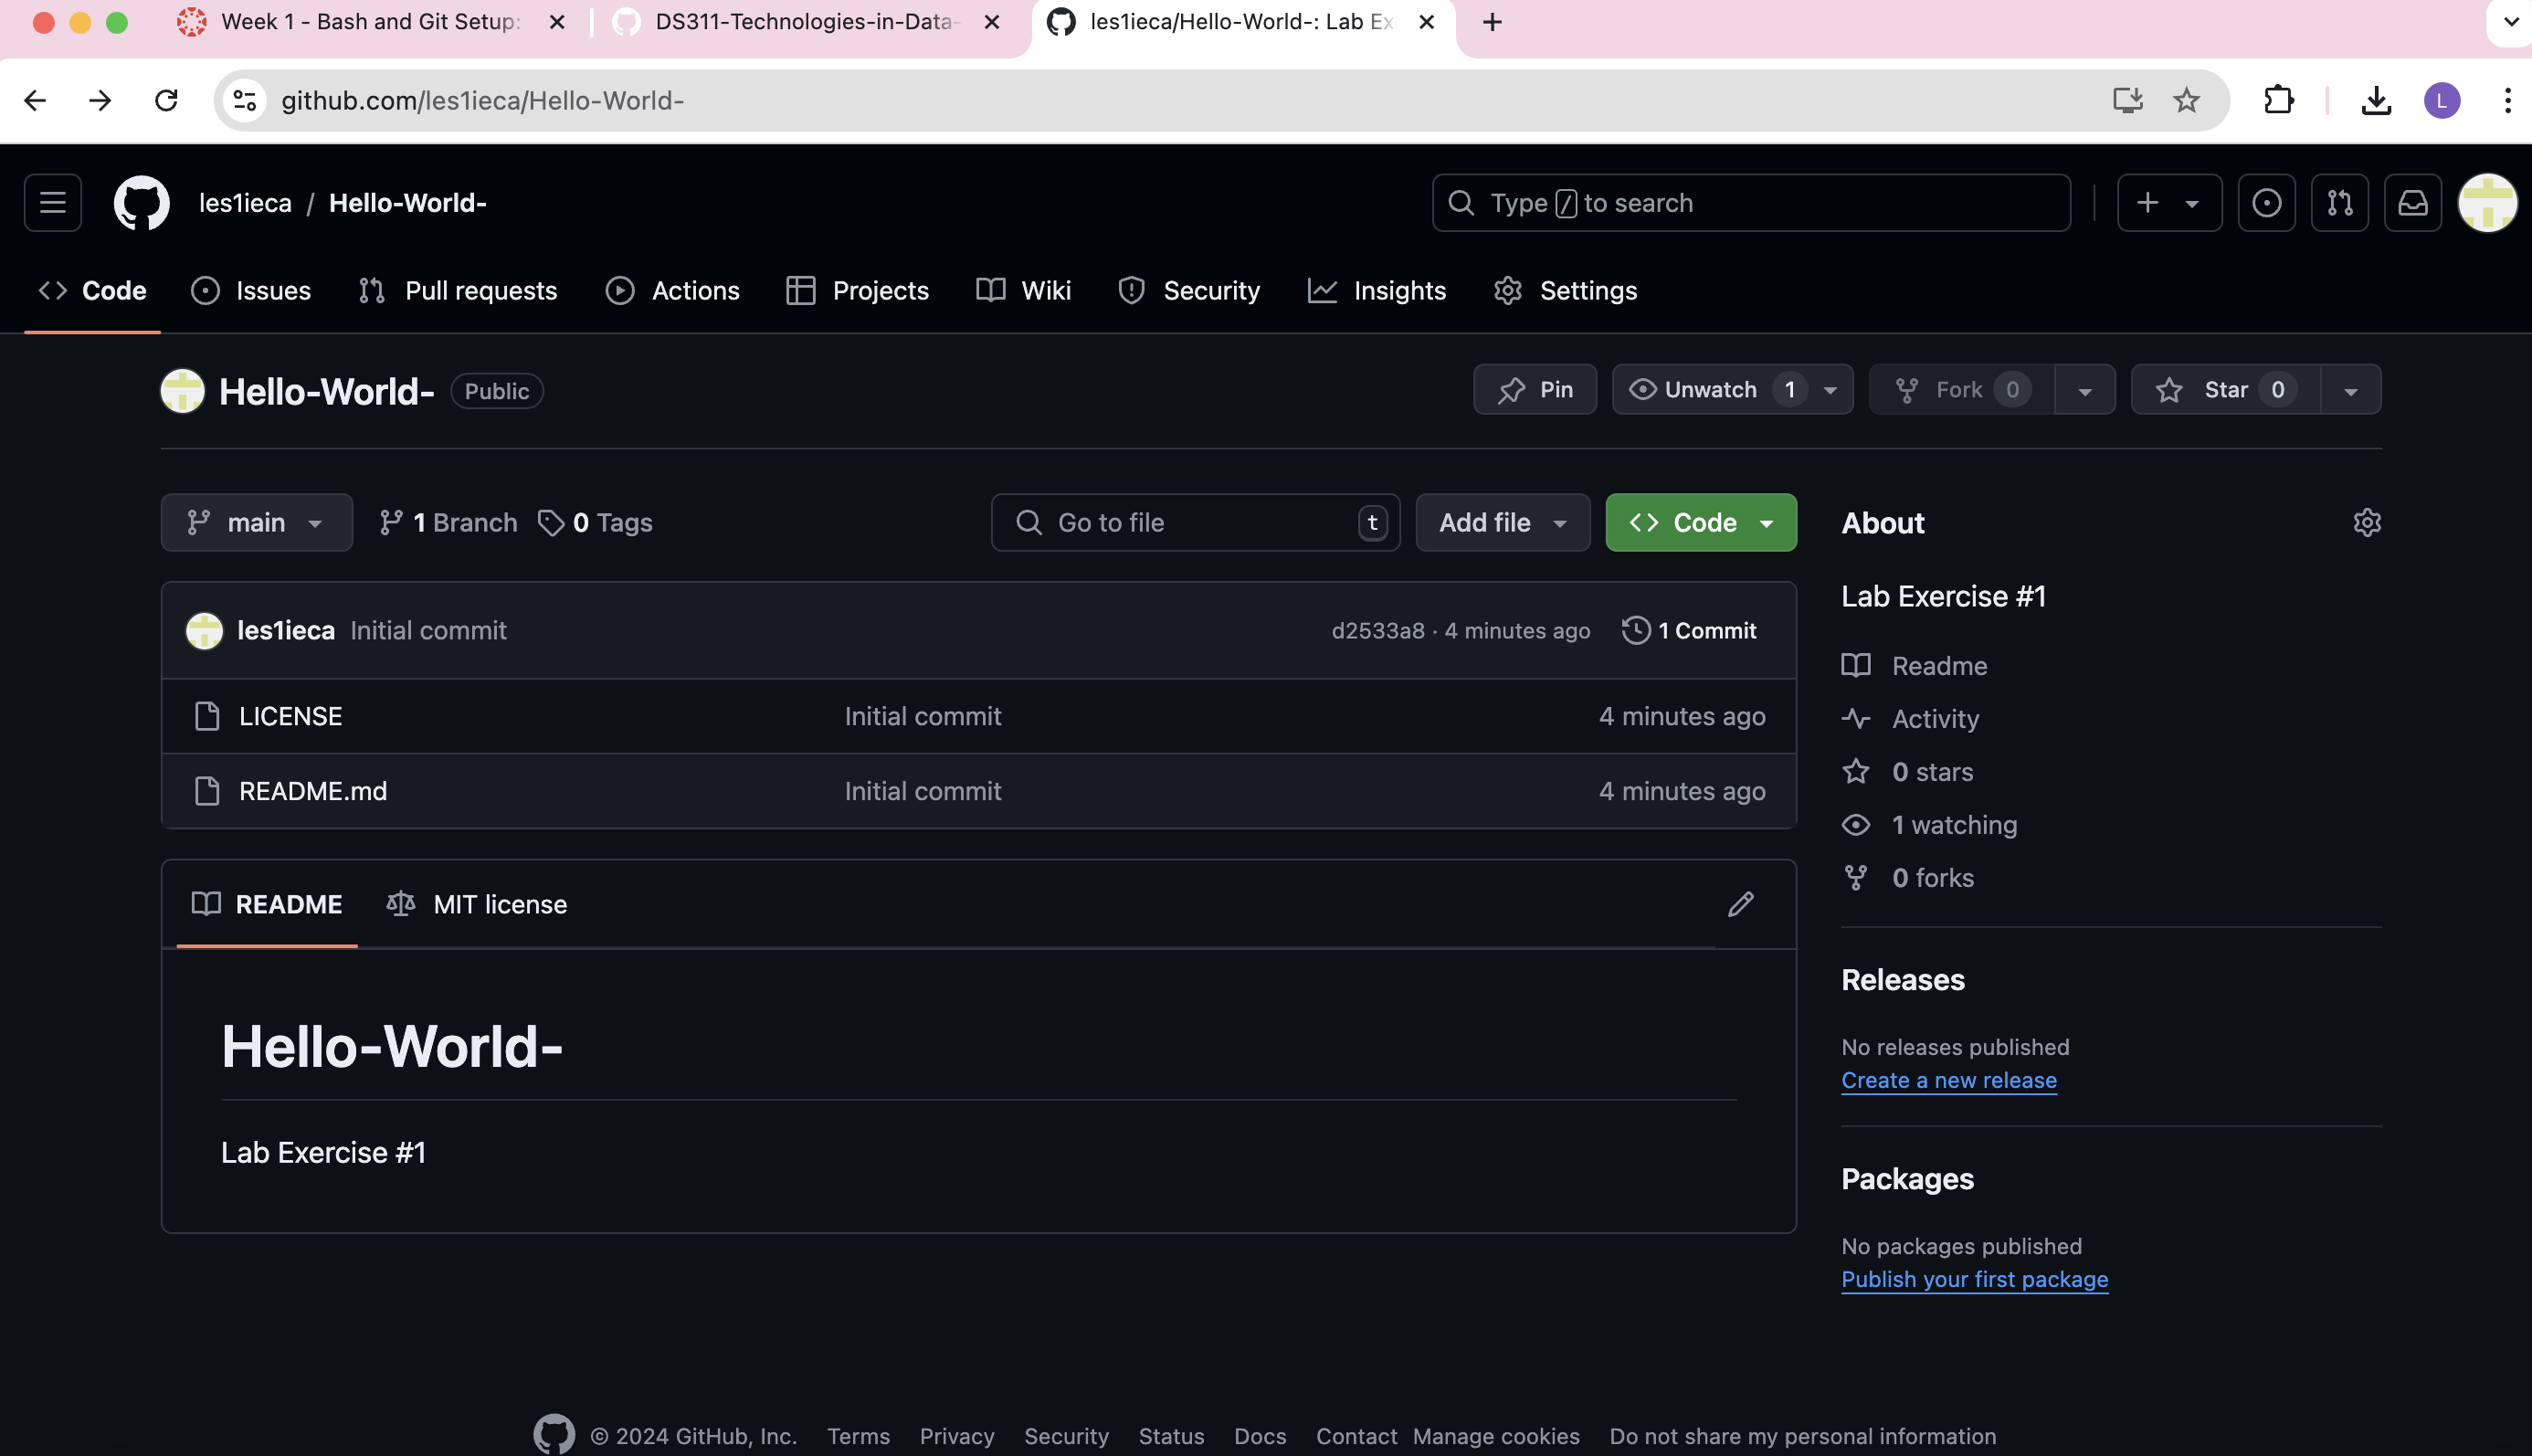 Week 1 - Bash and Git Setup:
DS311-Technologies-in-Data-
les1ieca/Hello-World-: Lab Ex
github.com/les1ieca/Hello-World-
L
les1ieca / Hello-World-
Type / to search
Code Issues Pull requests Actions Projects Wiki Security Insights Settings
Hello-World- Public
Pin Unwatch 1 Fork 0 Star 0
main 1 Branch 0 Tags Go to file t Add file Code
About
Lab Exercise #1
les1ieca Initial commit d2533a8 · 4 minutes ago 1 Commit
LICENSE Initial commit 4 minutes ago
README.md Initial commit 4 minutes ago
Readme
Activity
0 stars
1 watching
0 forks
README MIT license
Hello-World-
Lab Exercise #1
Releases
No releases published
Create a new release
Packages
No packages published
Publish your first package
© 2024 GitHub, Inc. Terms Privacy Security Status Docs Contact Manage cookies Do not share my personal information